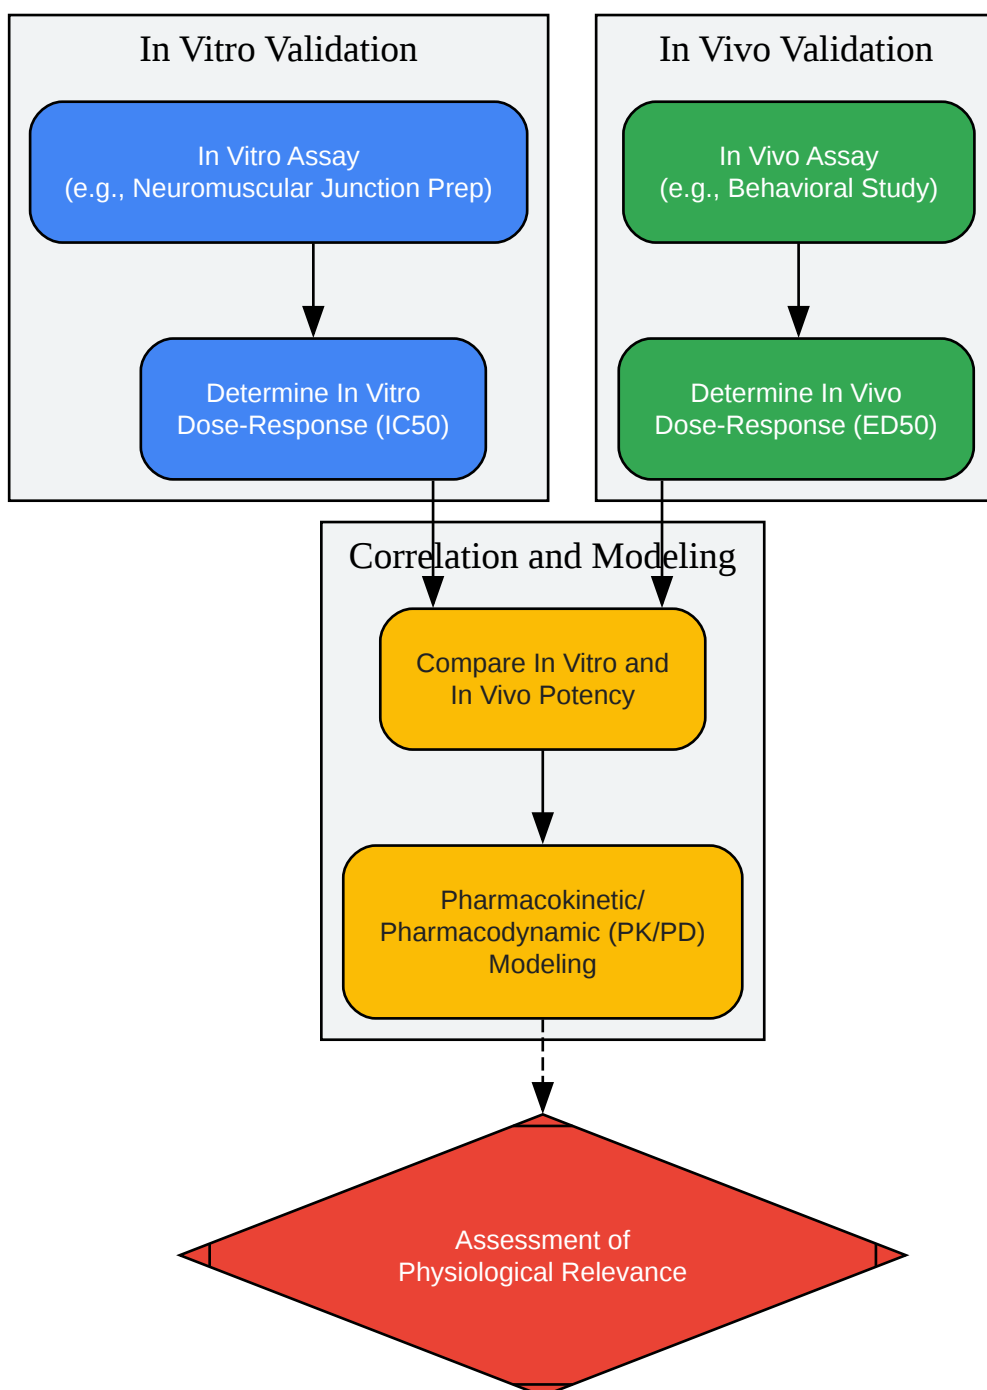 In Vitro Validation
In Vitro Assay
(e.g., Neuromuscular Junction Prep)
Determine In Vitro
Dose-Response (IC50)
In Vivo Validation
In Vivo Assay
(e.g., Behavioral Study)
Determine In Vivo
Dose-Response (ED50)
Correlation and Modeling
Compare In Vitro and
In Vivo Potency
Pharmacokinetic/
Pharmacodynamic (PK/PD)
Modeling
Assessment of
Physiological Relevance